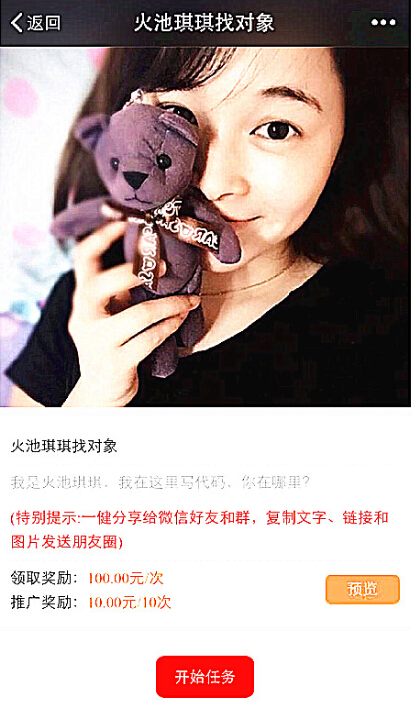 返回
火池琪琪找对象
火池琪琪找对象
我是火池琪琪、我在这里写代码、你在哪里？
(特别提示:一健分享给微信好友和群，复制文字、链接和
图片发送朋友圈)
领取奖励：100.00元/次
推广奖励：10.00元/10次
预览
开始任务